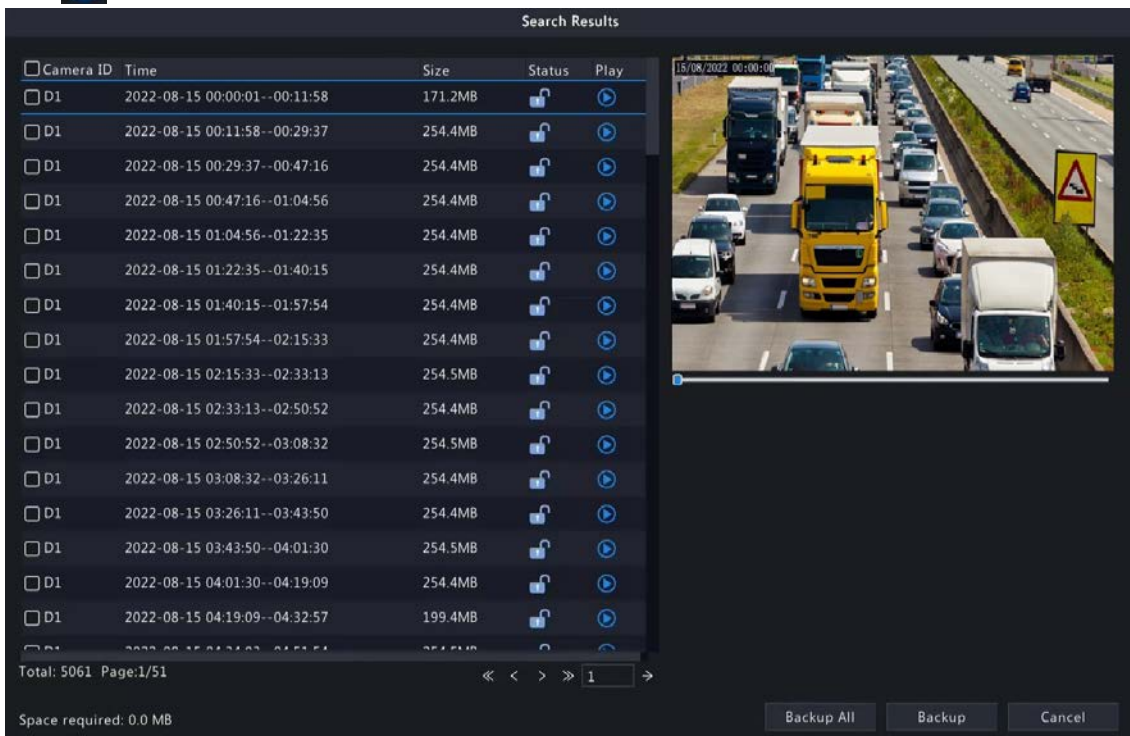 Search Results
Camera ID Time Size Status Play
15/08/2022 00:00:00
D1 2022-08-15 00:00:01--00:11:58 171.2MB
D1 2022-08-15 00:11:58--00:29:37 254.4MB
D1 2022-08-15 00:29:37--00:47:16 254.4MB
D1 2022-08-15 00:47:16--01:04:56 254.4MB
D1 2022-08-15 01:04:56--01:22:35 254.4MB
D1 2022-08-15 01:22:35--01:40:15 254.4MB
D1 2022-08-15 01:40:15--01:57:54 254.4MB
D1 2022-08-15 01:57:54--02:15:33 254.4MB
D1 2022-08-15 02:15:33--02:33:13 254.5MB
D1 2022-08-15 02:33:13--02:50:52 254.4MB
D1 2022-08-15 02:50:52--03:08:32 254.5MB
D1 2022-08-15 03:08:32--03:26:11 254.4MB
D1 2022-08-15 03:26:11--03:43:50 254.4MB
D1 2022-08-15 03:43:50--04:01:30 254.5MB
D1 2022-08-15 04:01:30--04:19:09 254.4MB
D1 2022-08-15 04:19:09--04:32:57 199.4MB
Total: 5061 Page:1/51
1
Space required: 0.0 MB
Backup All Backup Cancel